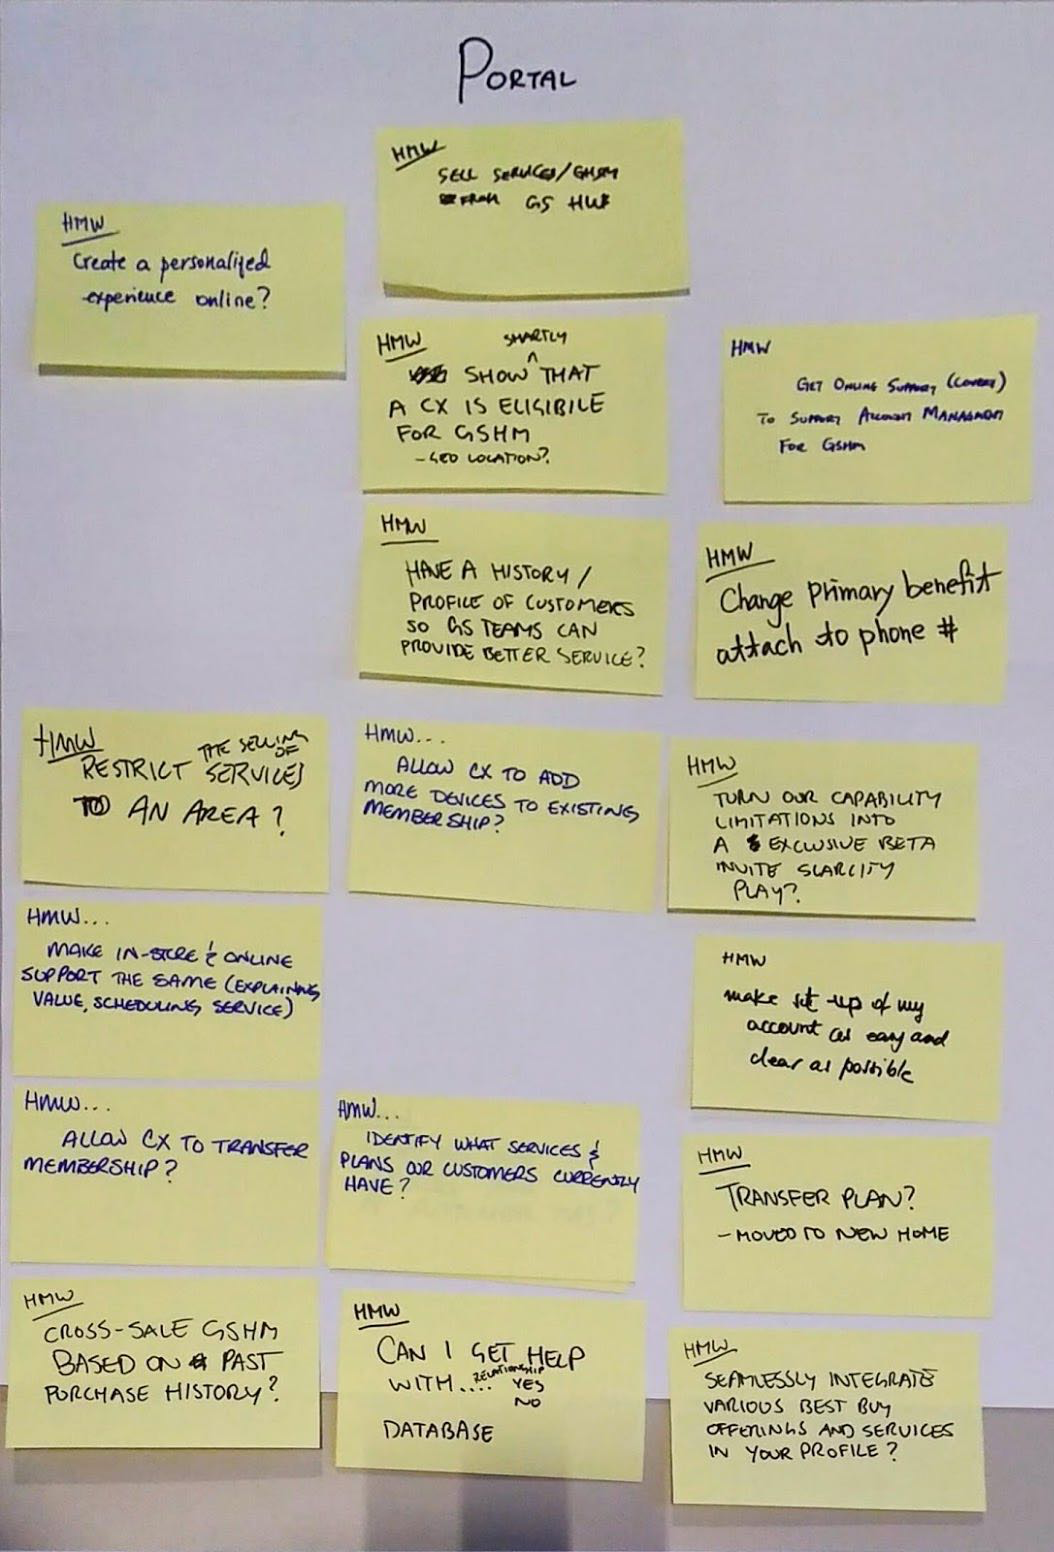 PORTAL
HMW
SELL SERVICES/GHSM
FROM GS HUB
HMW
Create a personalized
experience online?
HMW
SMARTLY
SHOW ^ THAT
A CX IS ELIGIBILE
FOR GSHM
- GEO LOCATION?
HMW
GET ONLINE SUPPORT (COVERT)
TO SUPPORT ACCOUNT MANAGMENT
FOR GSHM
HMW
HAVE A HISTORY /
PROFILE OF CUSTOMERS
SO GS TEAMS CAN
PROVIDE BETTER SERVICE?
HMW
Change primary benefit
attach to phone #
HMW
THE SELLING
OF
RESTRICT SERVICES
TO AN AREA?
HMW...
ALLOW CX TO ADD
MORE DEVICES TO EXISTING
MEMBERSHIP?
HMW
TURN OUR CAPABILITY
LIMITATIONS INTO
A EXCLUSIVE BETA
INVITE SCARCITY
PLAY?
HMW...
MAKE IN-STORE & ONLINE
SUPPORT THE SAME (EXPLAINING
VALUE, SCHEDULING SERVICE)
HMW
make set-up of my
account as easy and
clear as possible
HMW...
ALLOW CX TO TRANSFER
MEMBERSHIP?
HMW...
IDENTIFY WHAT SERVICES &
PLANS OUR CUSTOMERS CURRENTLY
HAVE?
HMW
TRANSFER PLAN?
- MOVED TO NEW HOME
HMW
CROSS-SALE GSHM
BASED ON PAST
PURCHASE HISTORY?
HMW
CAN I GET HELP
WITH.... RELATIONSHIP
YES
NO
DATABASE
HMW
SEAMLESSLY INTEGRATE
VARIOUS BEST BUY
OFFERINGS AND SERVICES
IN YOUR PROFILE?